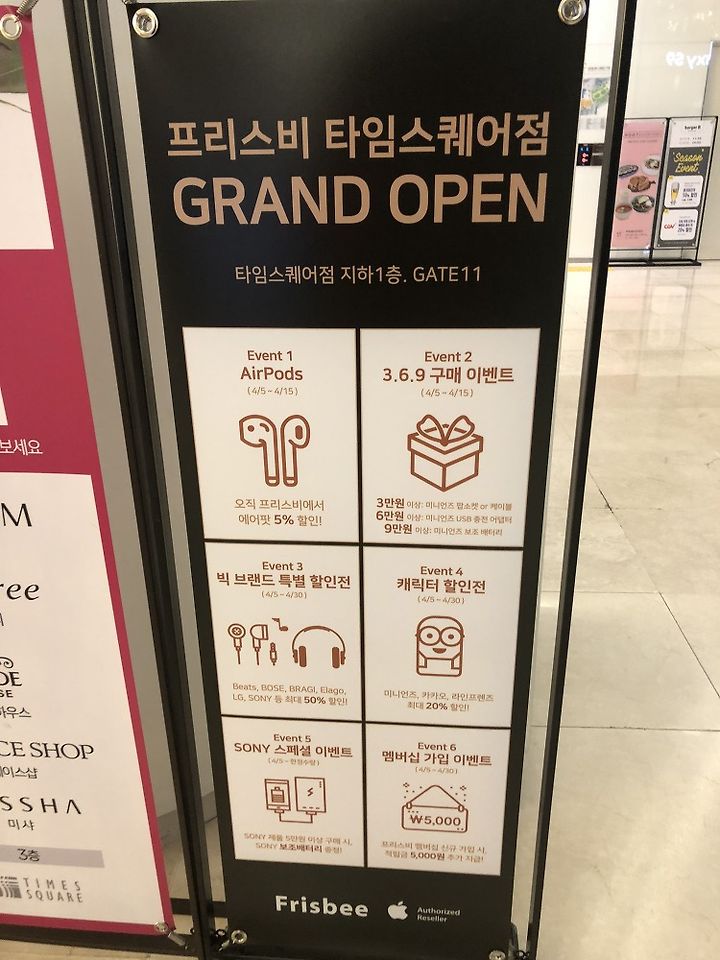 프리스비 타임스퀘어점
GRAND OPEN
타임스퀘어점 지하1층. GATE11
Event 1
AirPods
(4/5 ~ 4/15)
오직 프리스비에서
에어팟 5% 할인!
Event 2
3.6.9 구매 이벤트
(4/5 ~ 4/15)
3만원 이상: 미니언즈 팝소켓 or 케이블
6만원 이상: 미니언즈 USB 충전 어댑터
9만원 이상: 미니언즈 보조 배터리
Event 3
빅 브랜드 특별 할인전
(4/5 ~ 4/30)
Beats, BOSE, BRAGI, Elago,
LG, SONY 등 최대 50% 할인!
Event 4
캐릭터 할인전
(4/5 ~ 4/30)
미니언즈, 카카오, 라인프렌즈
최대 20% 할인!
Event 5
SONY 스페셜 이벤트
(4/5 ~ 한정수량)
SONY 제품 5만원 이상 구매 시,
SONY 보조배터리 증정!
Event 6
멤버십 가입 이벤트
(4/5 ~ 4/30)
₩5,000
프리스비 멤버십 신규 가입 시,
적립금 5,000원 추가 지급!
Frisbee
Authorized
Reseller
보세요
M
ree
DE
SE
하우스
CE SHOP
이스샵
SSHA
미샤
3층
TIMES
SQUARE
xy S9
burger B
Season
Event
CGV